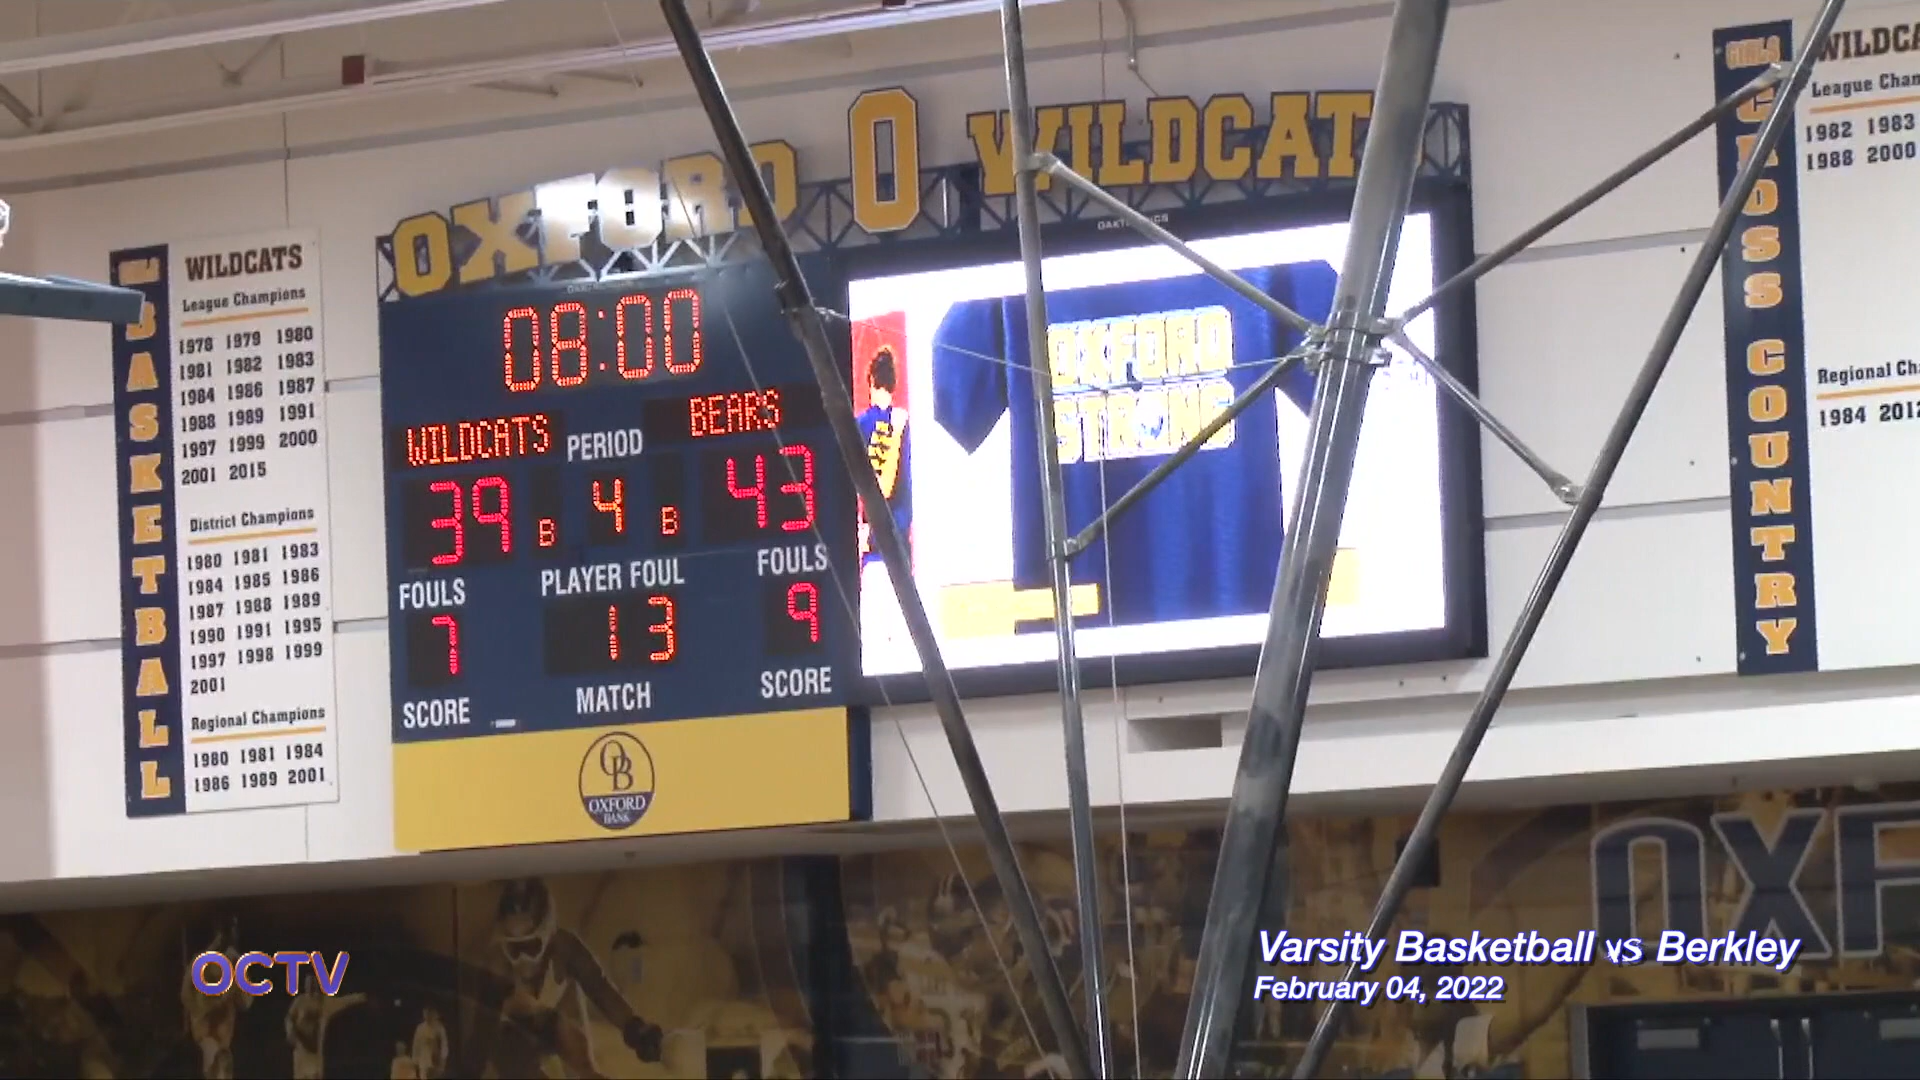 OXFORD O WILDCAT
WILDCATS
League Champions
1978 1979 1980
1981 1982 1983
1984 1986 1987
1988 1989 1991
1997 1999 2000
2001 2015
District Champions
1980 1981 1983
1984 1985 1986
1987 1988 1989
1990 1991 1995
1997 1998 1999
2001
Regional Champions
1980 1981 1984
1986 1989 2001
BASKETBALL
08:00
WILDCATS PERIOD BEARS
39 B 4 B 43
FOULS PLAYER FOUL FOULS
7 13 9
SCORE MATCH SCORE
OB
OXFORD
BANK
OXFORD
STRONG
GIRLS
CROSS COUNTRY
WILDCA
League Cham
1982 1983
1988 2000
Regional Cha
1984 2012
OXF
OCTV
Varsity Basketball vs Berkley
February 04, 2022